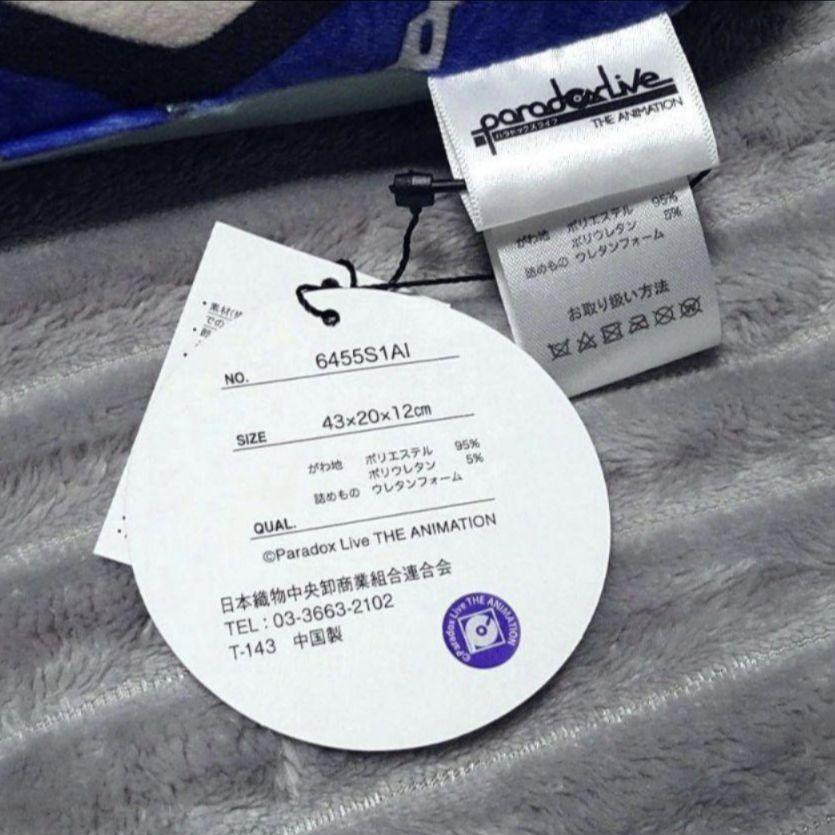 paradoxLive
パラドックスライブ
THE ANIMATION
がわ地 ポリエステル 95%
ポリウレタン 5%
詰めもの ウレタンフォーム
お取り扱い方法
・素材(
での
NO. 6455S1AI
SIZE 43×20×12cm
がわ地 ポリエステル 95%
ポリウレタン 5%
詰めもの ウレタンフォーム
QUAL.
©Paradox Live THE ANIMATION
日本織物中央卸商業組合連合会
TEL：03-3663-2102
T-143 中国製
©Paradox Live THE ANIMATION